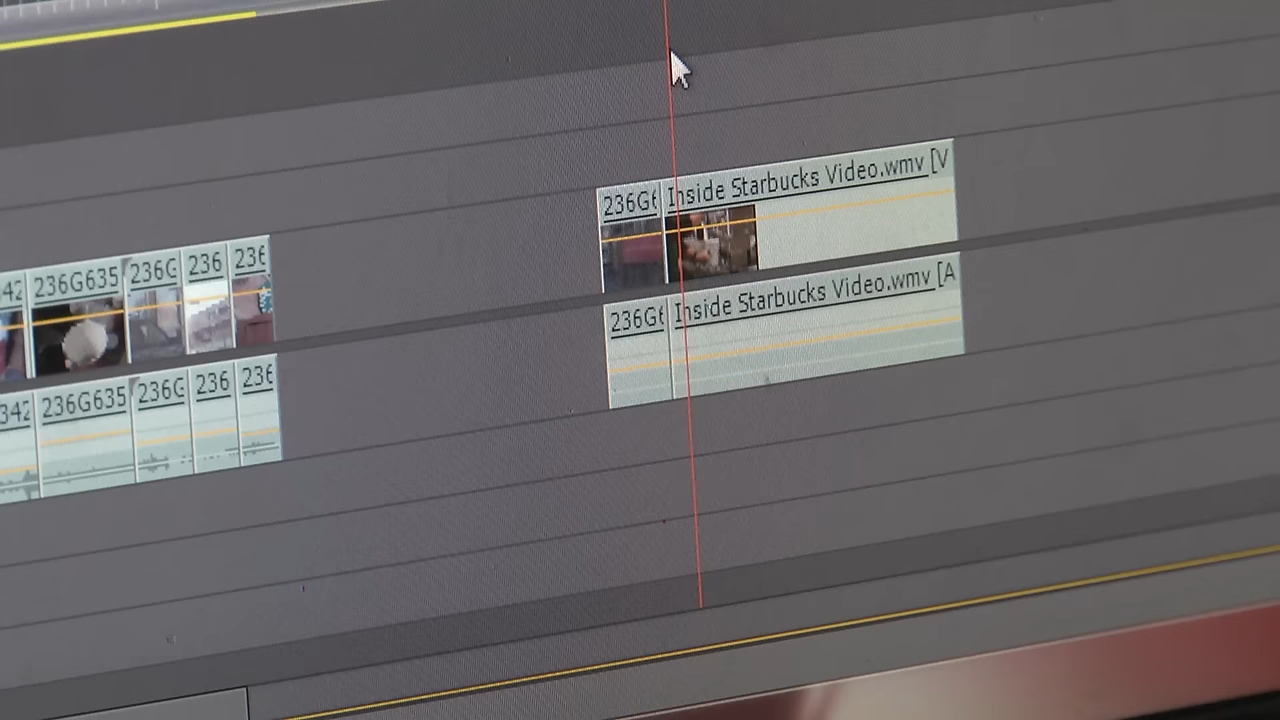 236G6 Inside Starbucks Video.wmv [V
42 236G635 236G 236 236
236G6 Inside Starbucks Video.wmv [A
342 236G635 236G 236 236